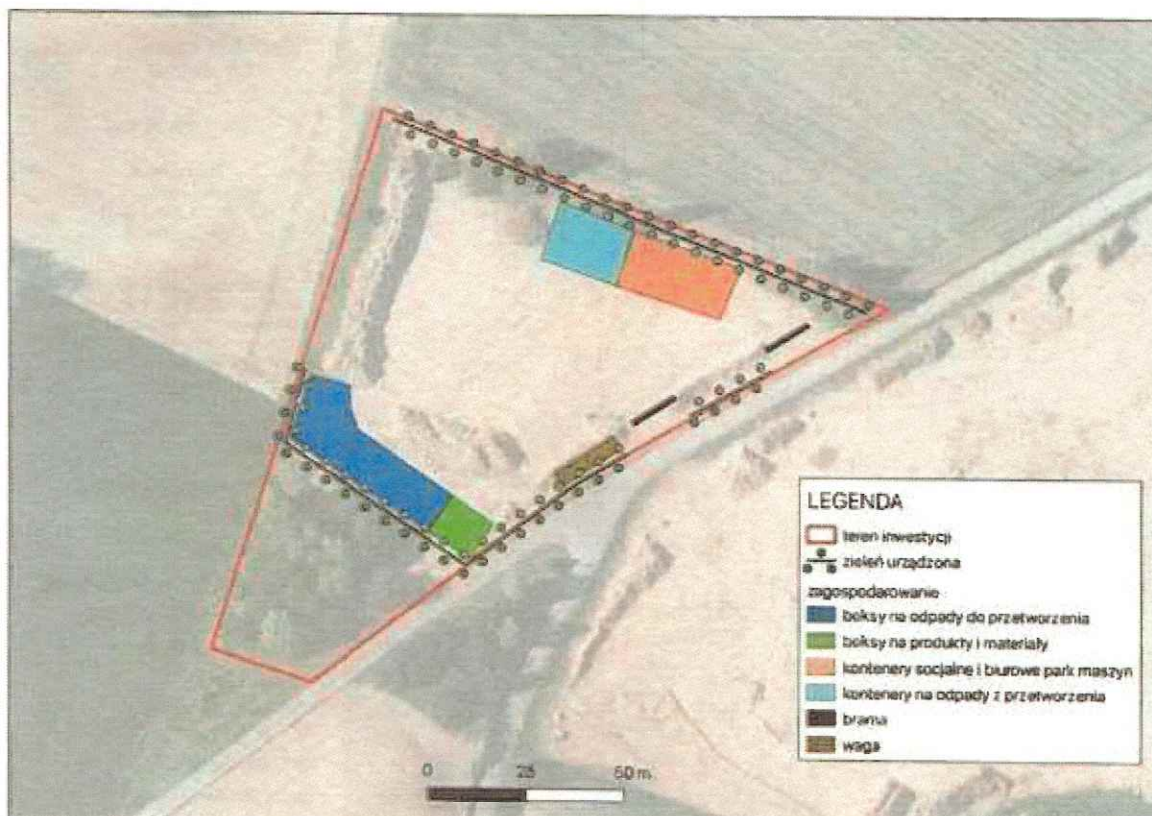 LEGENDA
teren inwestycji
zieleń urządzona
zagospodarowanie
boksy na odpady do przetworzenia
boksy na produkty i materiały
kontenery socjalne i biurowe park maszyn
kontenery na odpady z przetworzenia
brama
waga
0 25 50 m